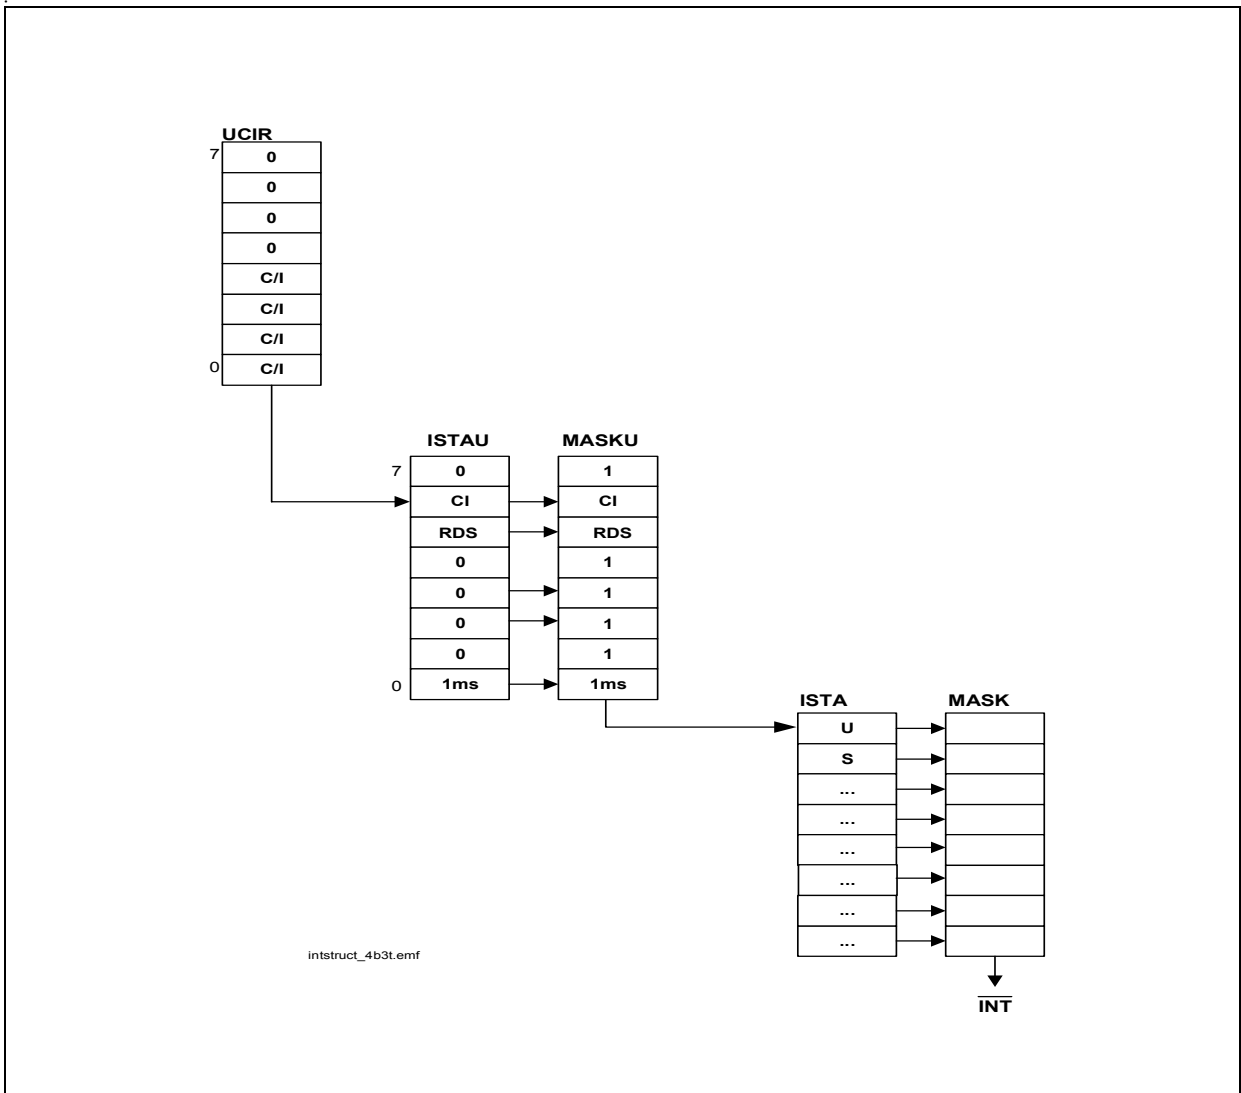 UCIR
7 0
0
0
0
C/I
C/I
C/I
0 C/I
ISTAU MASKU
7 0 1
CI CI
RDS RDS
0 1
0 1
0 1
0 1
0 1ms 1ms
ISTA MASK
U
S
...
...
...
...
...
...
intstruct_4b3t.emf
INT